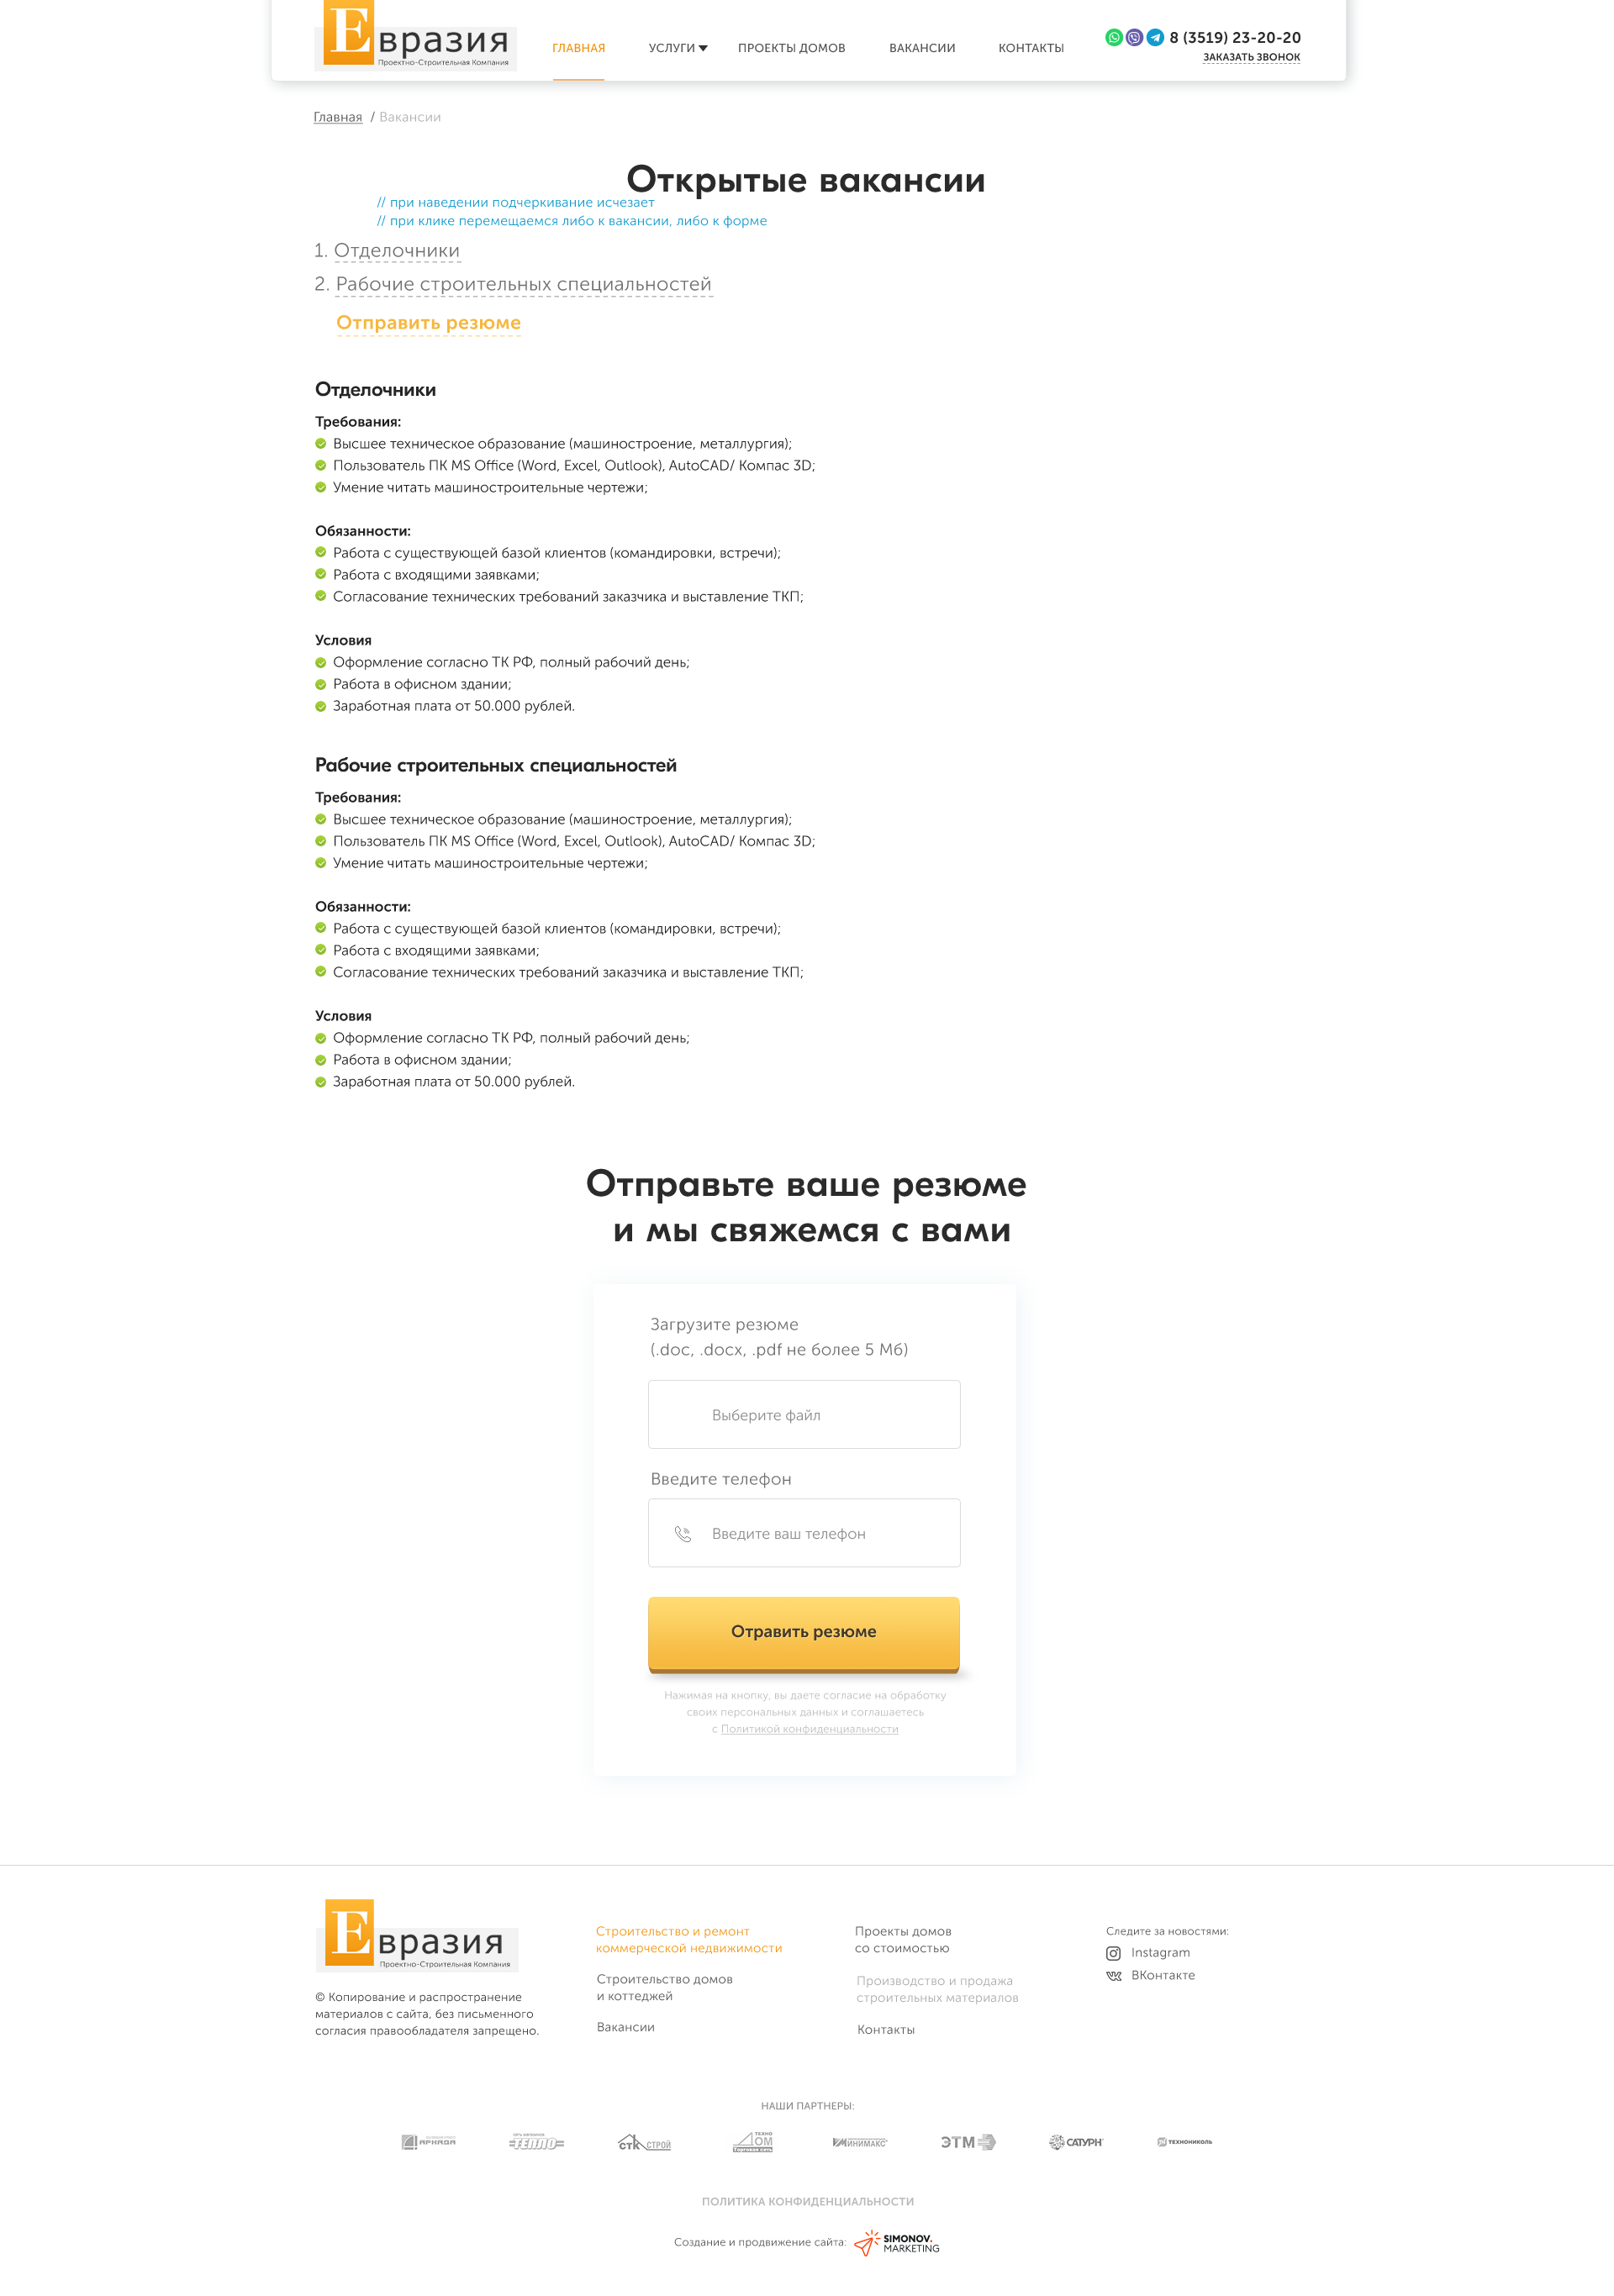 Евразия
Проектно-Строительная Компания
ГЛАВНАЯ
УСЛУГИ
ПРОЕКТЫ ДОМОВ
ВАКАНСИИ
КОНТАКТЫ
8 (3519) 23-20-20
ЗАКАЗАТЬ ЗВОНОК
Главная / Вакансии
Открытые вакансии
// при наведении подчеркивание исчезает
// при клике перемещаемся либо к вакансии, либо к форме
1. Отделочники
2. Рабочие строительных специальностей
Отправить резюме
Отделочники
Требования:
Высшее техническое образование (машиностроение, металлургия);
Пользователь ПК MS Office (Word, Excel, Outlook), AutoCAD/ Компас 3D;
Умение читать машиностроительные чертежи;
Обязанности:
Работа с существующей базой клиентов (командировки, встречи);
Работа с входящими заявками;
Согласование технических требований заказчика и выставление ТКП;
Условия
Оформление согласно ТК РФ, полный рабочий день;
Работа в офисном здании;
Заработная плата от 50.000 рублей.
Рабочие строительных специальностей
Требования:
Высшее техническое образование (машиностроение, металлургия);
Пользователь ПК MS Office (Word, Excel, Outlook), AutoCAD/ Компас 3D;
Умение читать машиностроительные чертежи;
Обязанности:
Работа с существующей базой клиентов (командировки, встречи);
Работа с входящими заявками;
Согласование технических требований заказчика и выставление ТКП;
Условия
Оформление согласно ТК РФ, полный рабочий день;
Работа в офисном здании;
Заработная плата от 50.000 рублей.
Отправьте ваше резюме
и мы свяжемся с вами
Загрузите резюме
(.doc, .docx, .pdf не более 5 Мб)
Выберите файл
Введите телефон
Введите ваш телефон
Отравить резюме
Нажимая на кнопку, вы даете согласие на обработку
своих персональных данных и соглашаетесь
с Политикой конфиденциальности
Евразия
Проектно-Строительная Компания
© Копирование и распространение
материалов с сайта, без письменного
согласия правообладателя запрещено.
Строительство и ремонт
коммерческой недвижимости
Строительство домов
и коттеджей
Вакансии
Проекты домов
со стоимостью
Производство и продажа
строительных материалов
Контакты
Следите за новостями:
Instagram
ВКонтакте
НАШИ ПАРТНЕРЫ:
АРКАДА
ТЕПЛО
СТК СТРОЙ
ТЕХНО
ДОМ
Торговая сеть
МИНИМАКС
ЭТМ
САТУРН
ТЕХНОНИКОЛЬ
ПОЛИТИКА КОНФИДЕНЦИАЛЬНОСТИ
Создание и продвижение сайта:
SIMONOV.
MARKETING